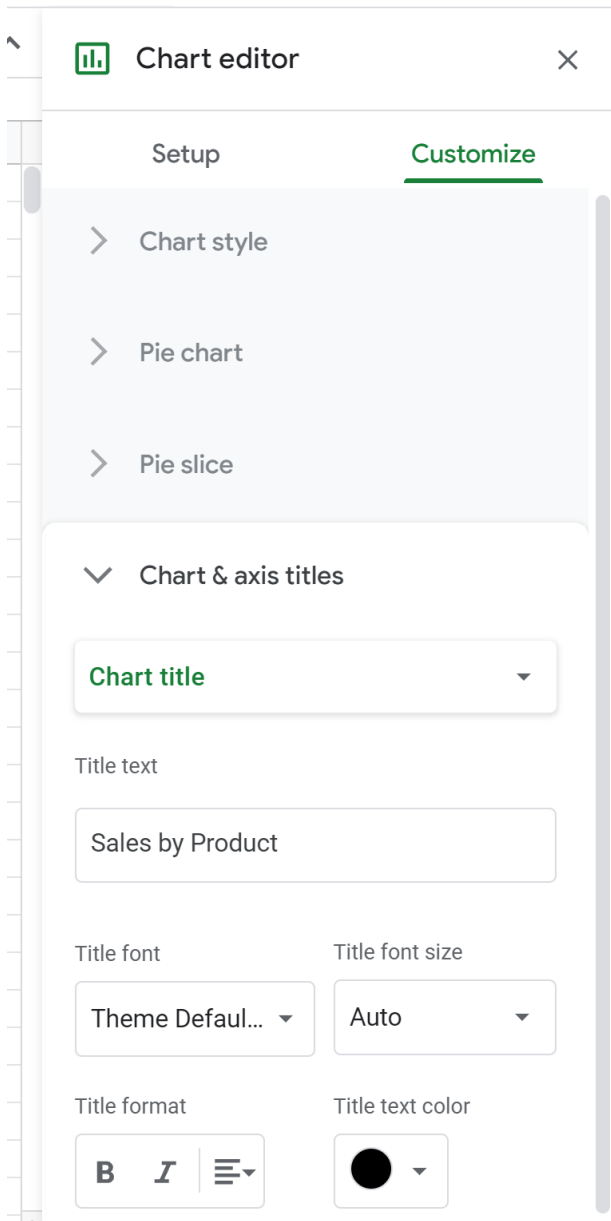 Chart editor
Setup Customize
Chart style
Pie chart
Pie slice
Chart & axis titles
Chart title
Title text
Sales by Product
Title font Title font size
Theme Defaul... Auto
Title format Title text color
B I